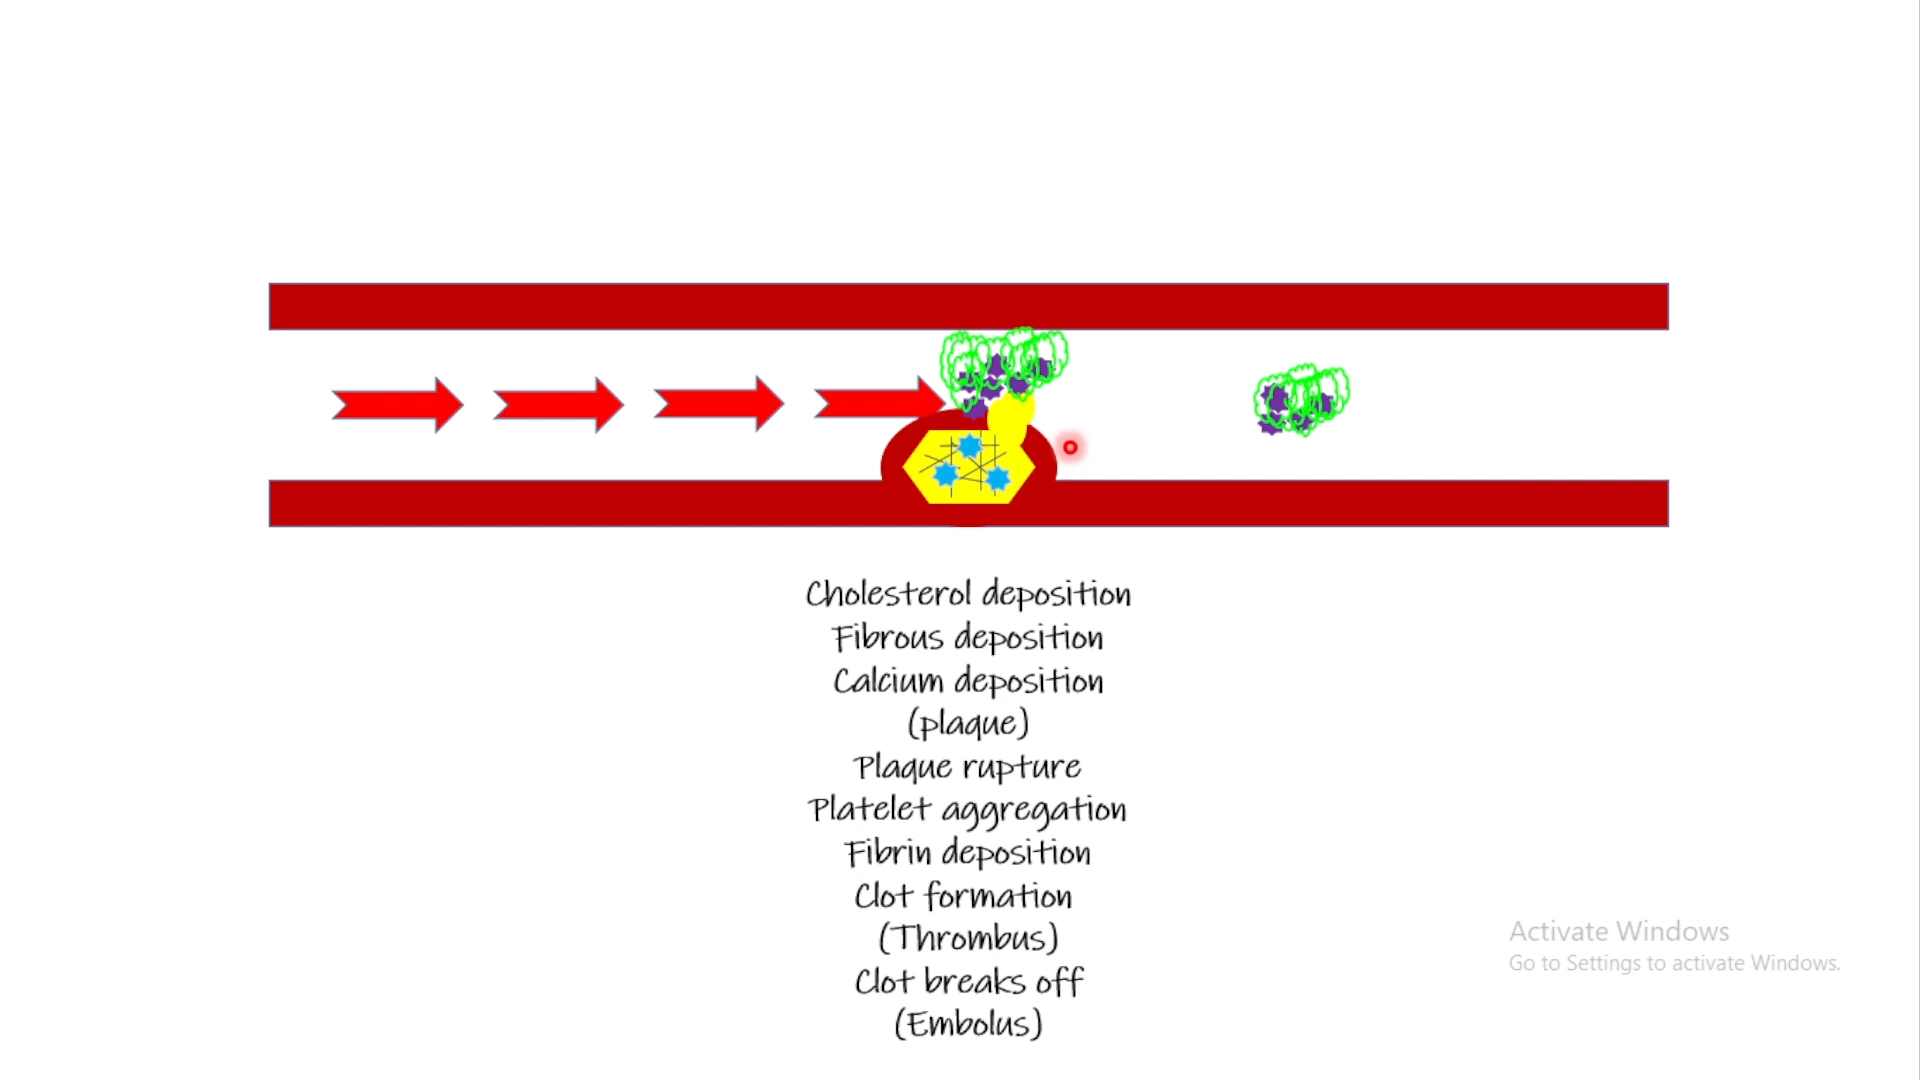 Cholesterol deposition
Fibrous deposition
Calcium deposition
(plaque)
Plaque rupture
Platelet aggregation
Fibrin deposition
Clot formation
(Thrombus)
Clot breaks off
(Embolus)
Activate Windows
Go to Settings to activate Windows.